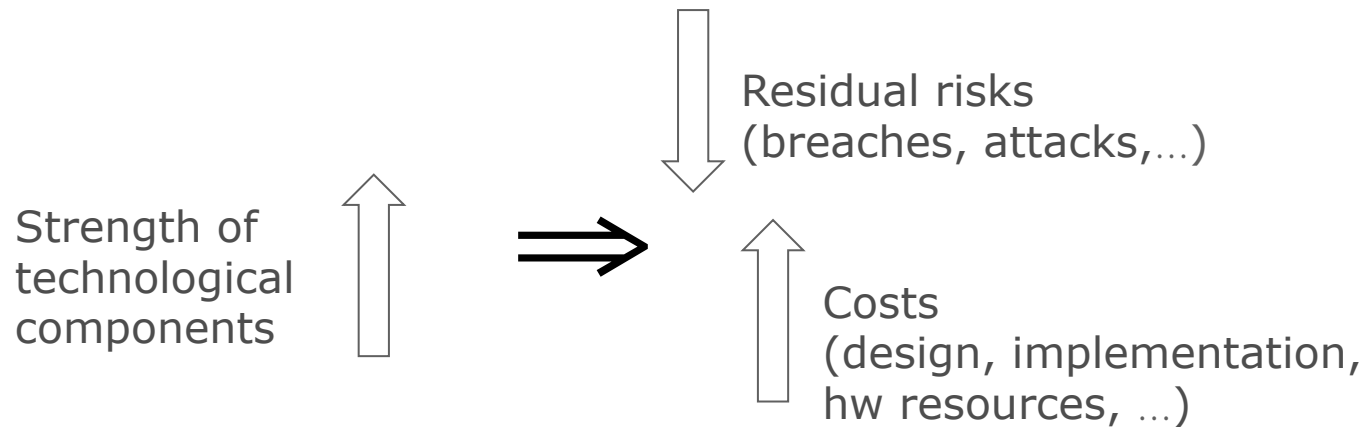 Residual risks
(breaches, attacks,...)
Strength of
technological
components
Costs
(design, implementation,
hw resources, ...)